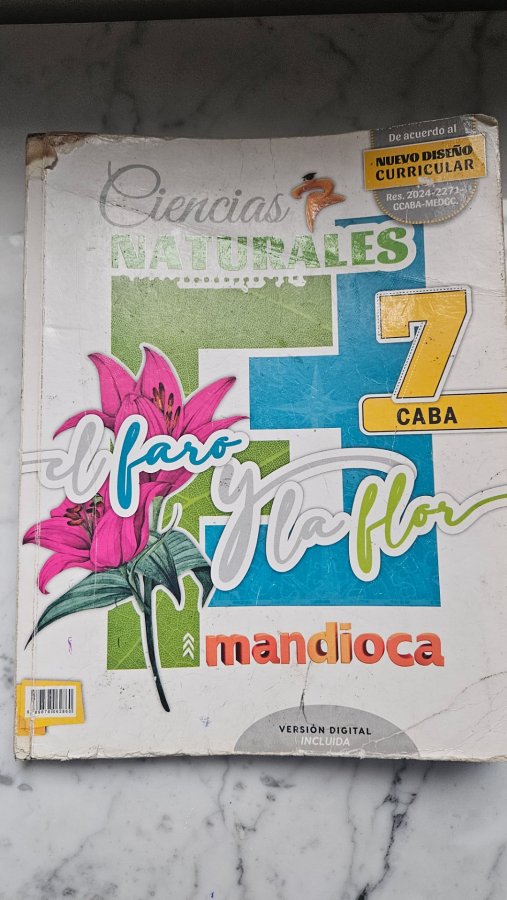 De acuerdo al
NUEVO DISEÑO
CURRICULAR
Res. 2024-2271-
GCABA-MEDGC.
Ciencias
NATURALES
7
CABA
el faro
y la flor
mandioca
VERSIÓN DIGITAL
INCLUIDA